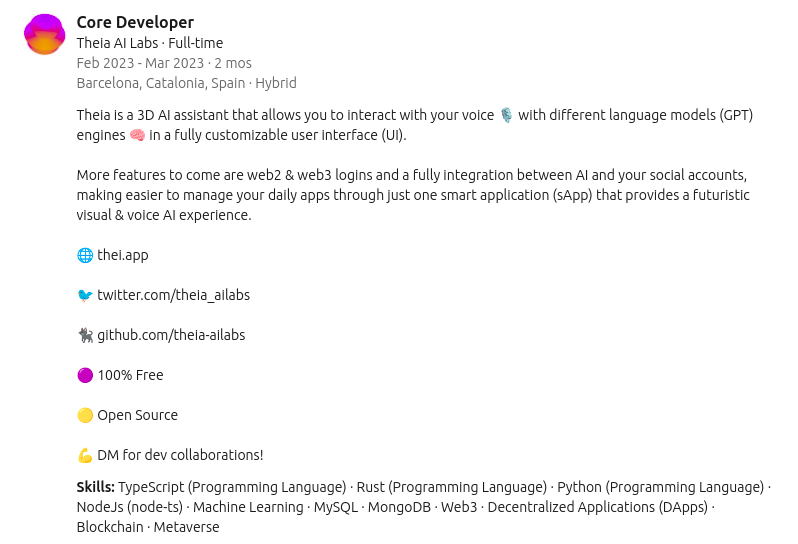 Core Developer
Theia AI Labs · Full-time
Feb 2023 - Mar 2023 · 2 mos
Barcelona, Catalonia, Spain · Hybrid
Theia is a 3D AI assistant that allows you to interact with your voice 🎙️ with different language models (GPT)
engines 🧠 in a fully customizable user interface (UI).
More features to come are web2 & web3 logins and a fully integration between AI and your social accounts,
making easier to manage your daily apps through just one smart application (sApp) that provides a futuristic
visual & voice AI experience.
🌐 thei.app
🐦 twitter.com/theia_ailabs
🐈‍⬛ github.com/theia-ailabs
🟣 100% Free
🟡 Open Source
💪 DM for dev collaborations!
Skills: TypeScript (Programming Language) · Rust (Programming Language) · Python (Programming Language) ·
NodeJs (node-ts) · Machine Learning · MySQL · MongoDB · Web3 · Decentralized Applications (DApps) ·
Blockchain · Metaverse